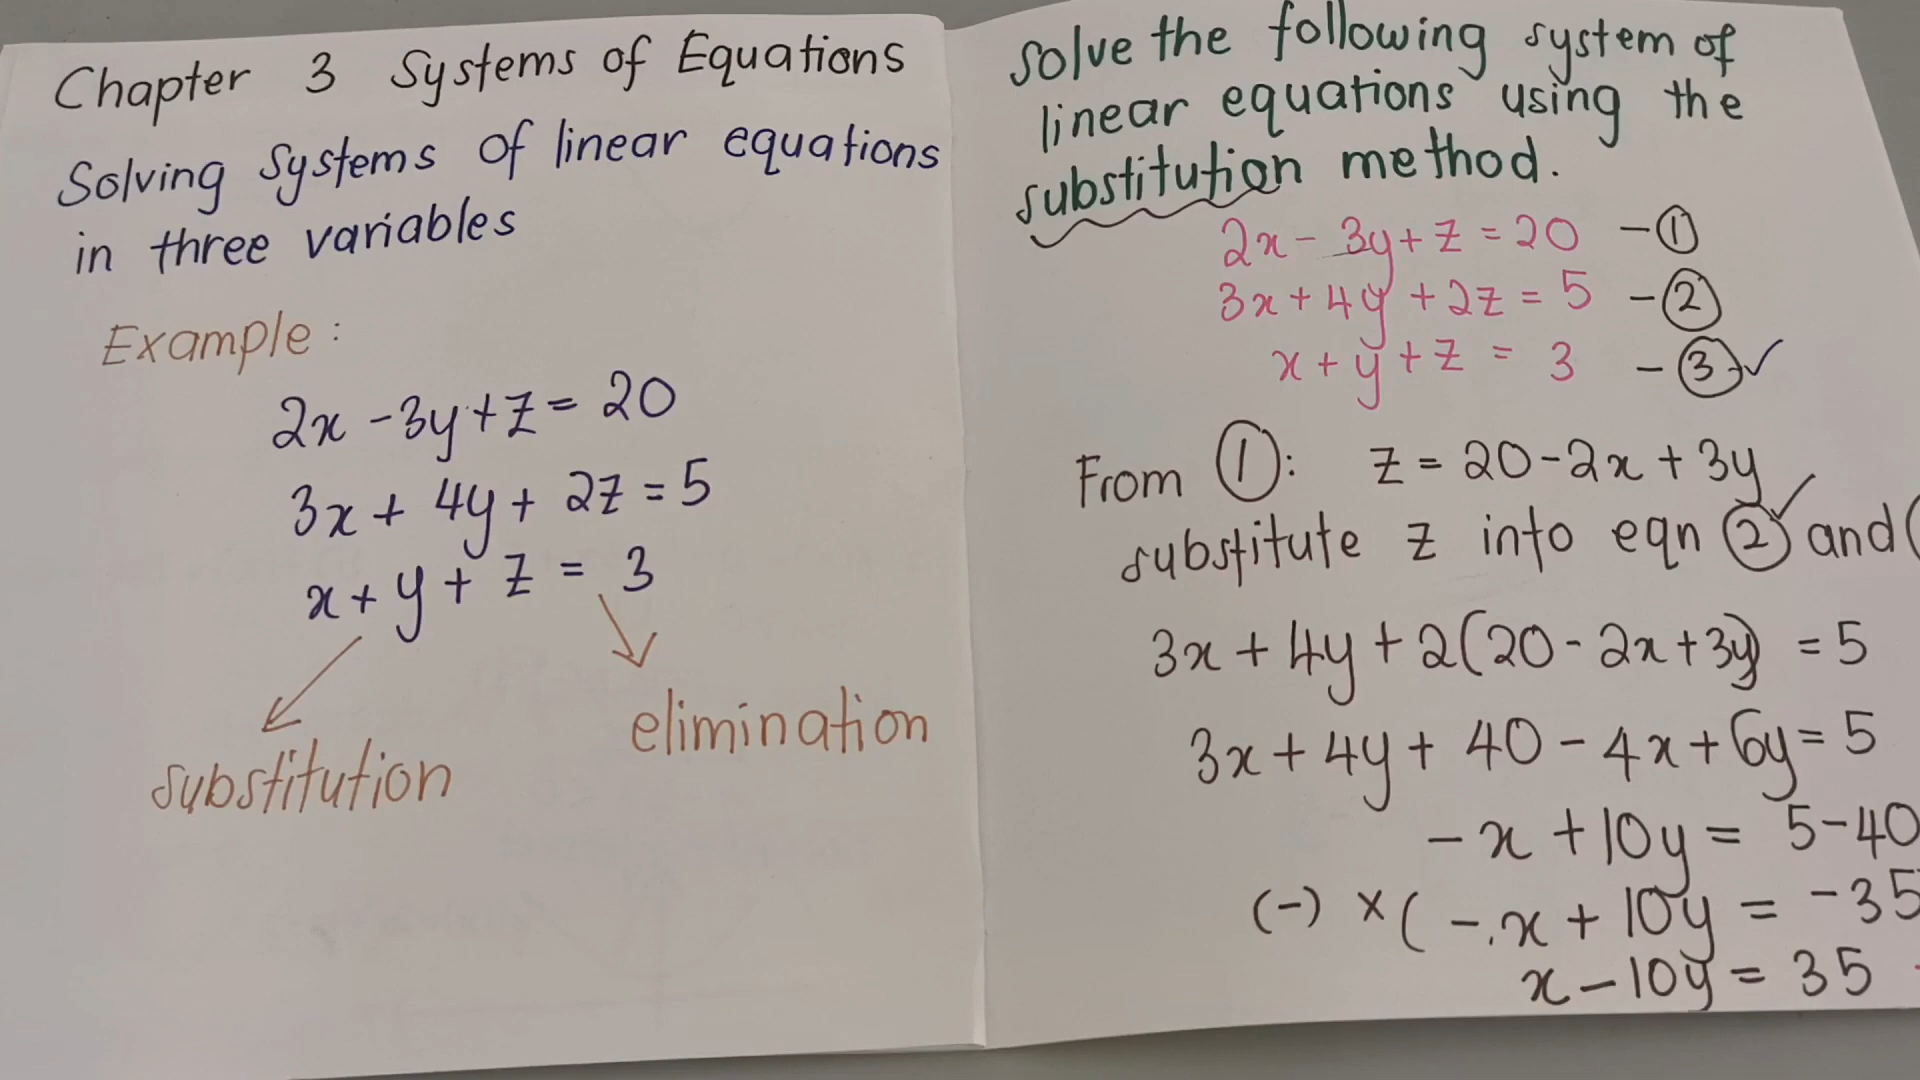 Chapter 3 Systems of Equations
Solving Systems of linear equations
in three variables
Example:
2x - 3y + z = 20
3x + 4y + 2z = 5
x + y + z = 3
substitution
elimination
Solve the following system of
linear equations using the
substitution method.
2x - 3y + z = 20 - ①
3x + 4y + 2z = 5 - ②
x + y + z = 3 - ③ ✓
From ①: z = 20 - 2x + 3y
substitute z into eqn ② ✓ and
3x + 4y + 2(20 - 2x + 3y) = 5
3x + 4y + 40 - 4x + 6y = 5
- x + 10y = 5 - 40
(-) × ( - x + 10y = -35
x - 10y = 35